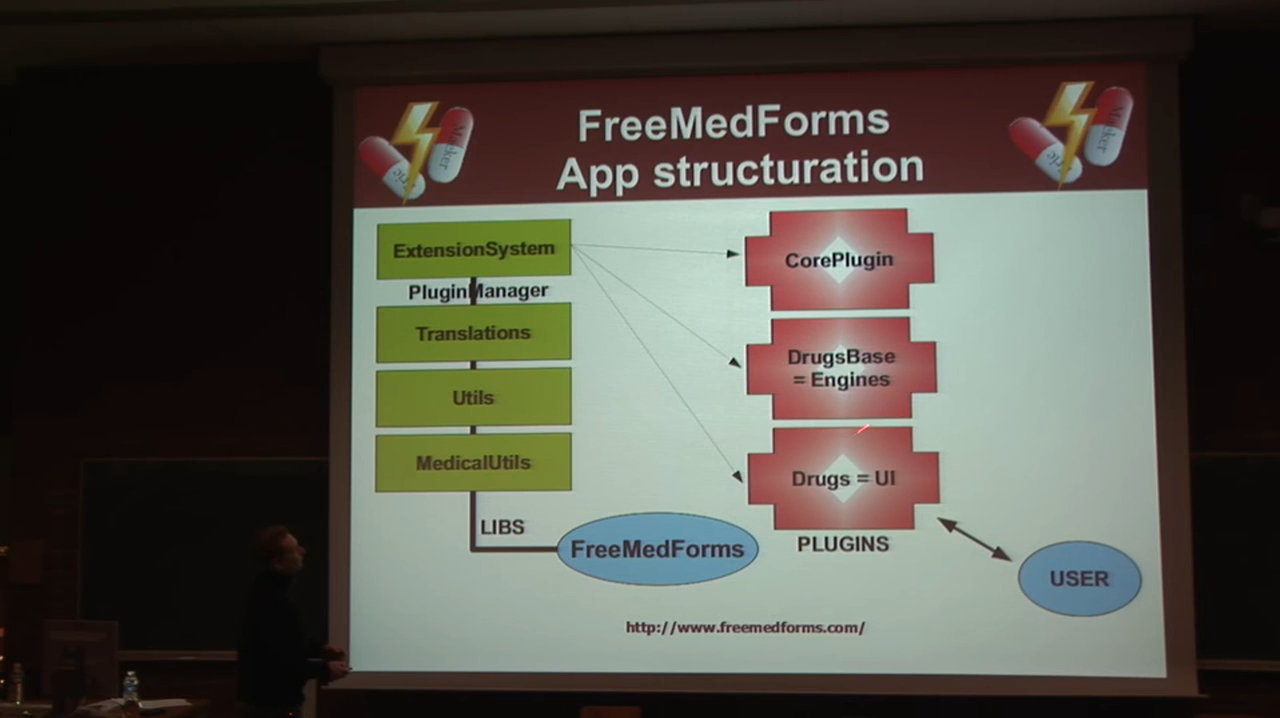 FreeMedForms
App structuration
ExtensionSystem
PluginManager
Translations
Utils
MedicalUtils
LIBS
FreeMedForms
CorePlugin
DrugsBase
= Engines
Drugs = UI
PLUGINS
USER
http://www.freemedforms.com/